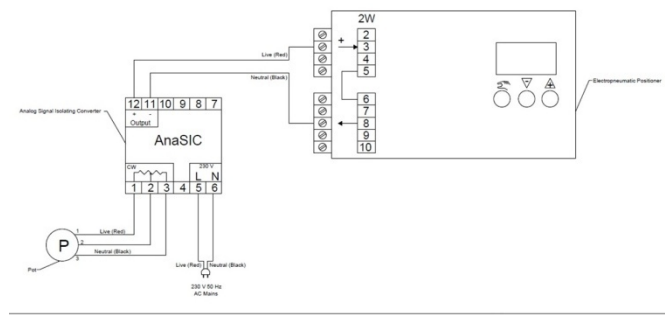 2W
2
+
3
Live (Red)
4
5
Neutral (Black)
Electropneumatic Positioner
6
12 11 10 9 8 7
7
+ -
Output
8
Analog Signal Isolating Converter
9
AnaSIC
10
CW
230 V
L N
1 2 3 4 5 6
1
Live (Red)
P
2
Neutral (Black)
3
Pot
Live (Red)
Neutral (Black)
230 V 50 Hz
AC Mains